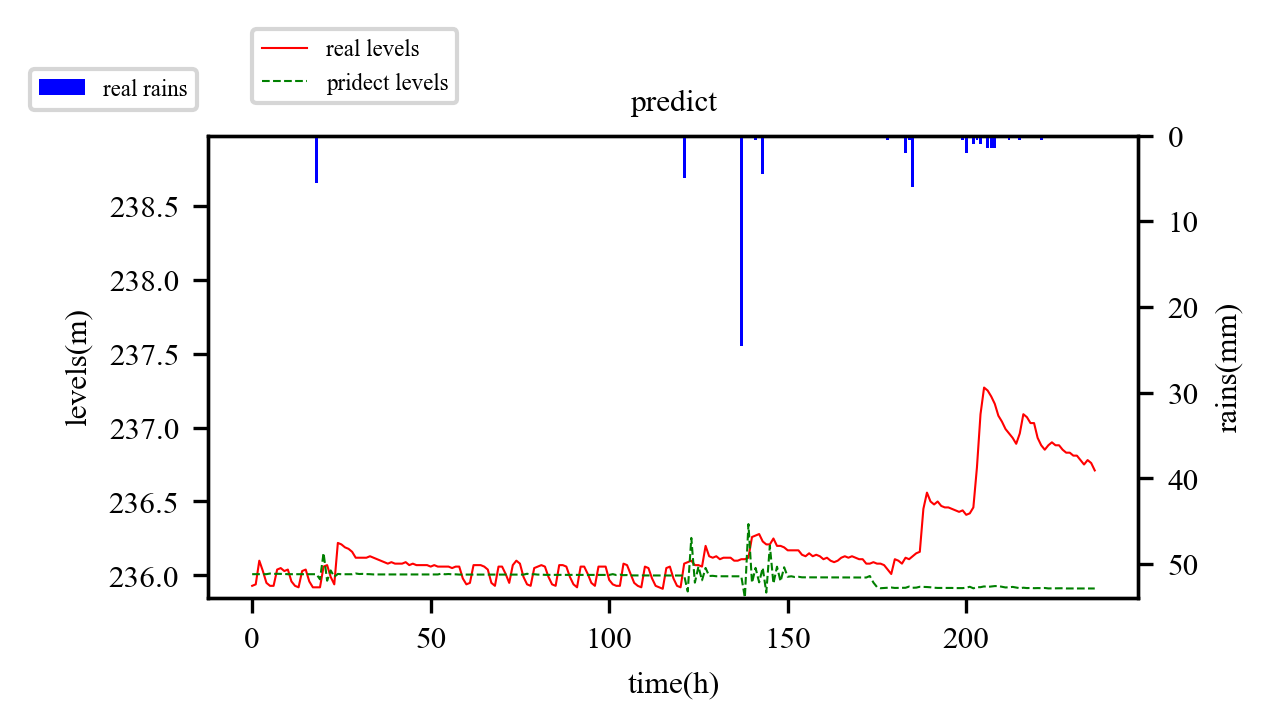 real levels
pridect levels
real rains
predict
levels(m)
238.5
238.0
237.5
237.0
236.5
236.0
0
10
20
30
40
50
rains(mm)
0
50
100
150
200
time(h)